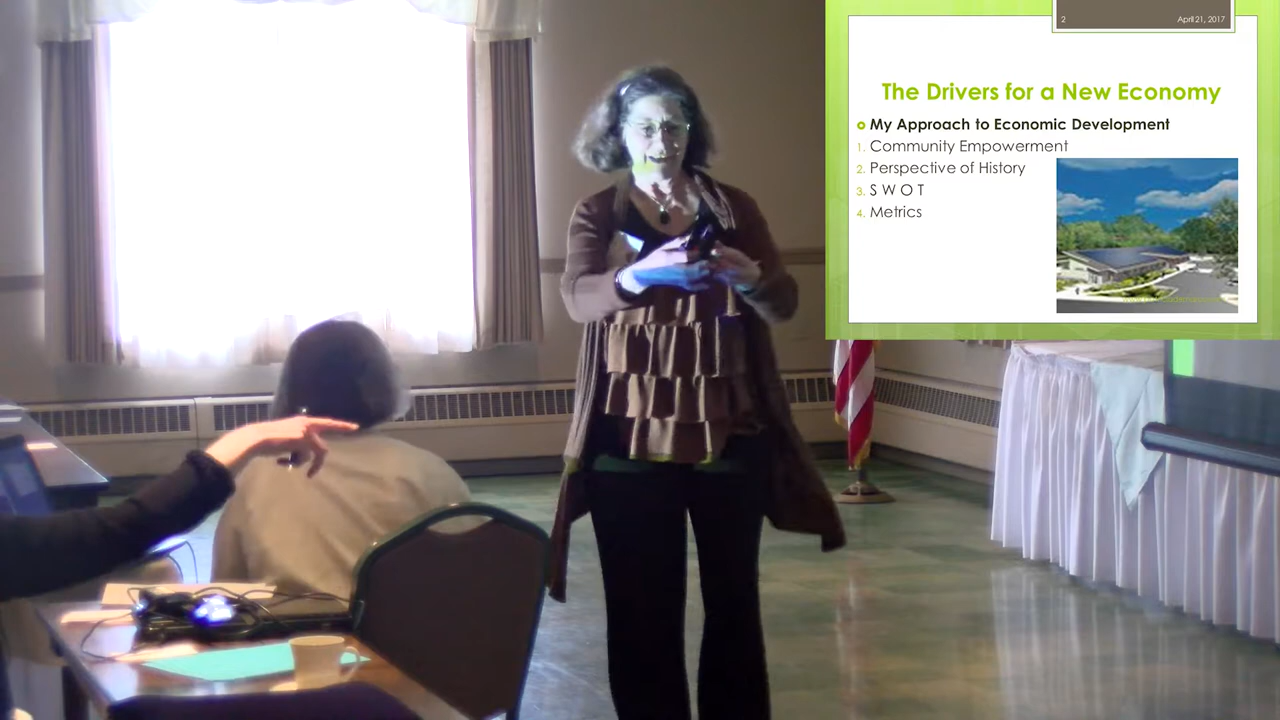 2
April 21, 2017
The Drivers for a New Economy
My Approach to Economic Development
1. Community Empowerment
2. Perspective of History
3. S W O T
4. Metrics